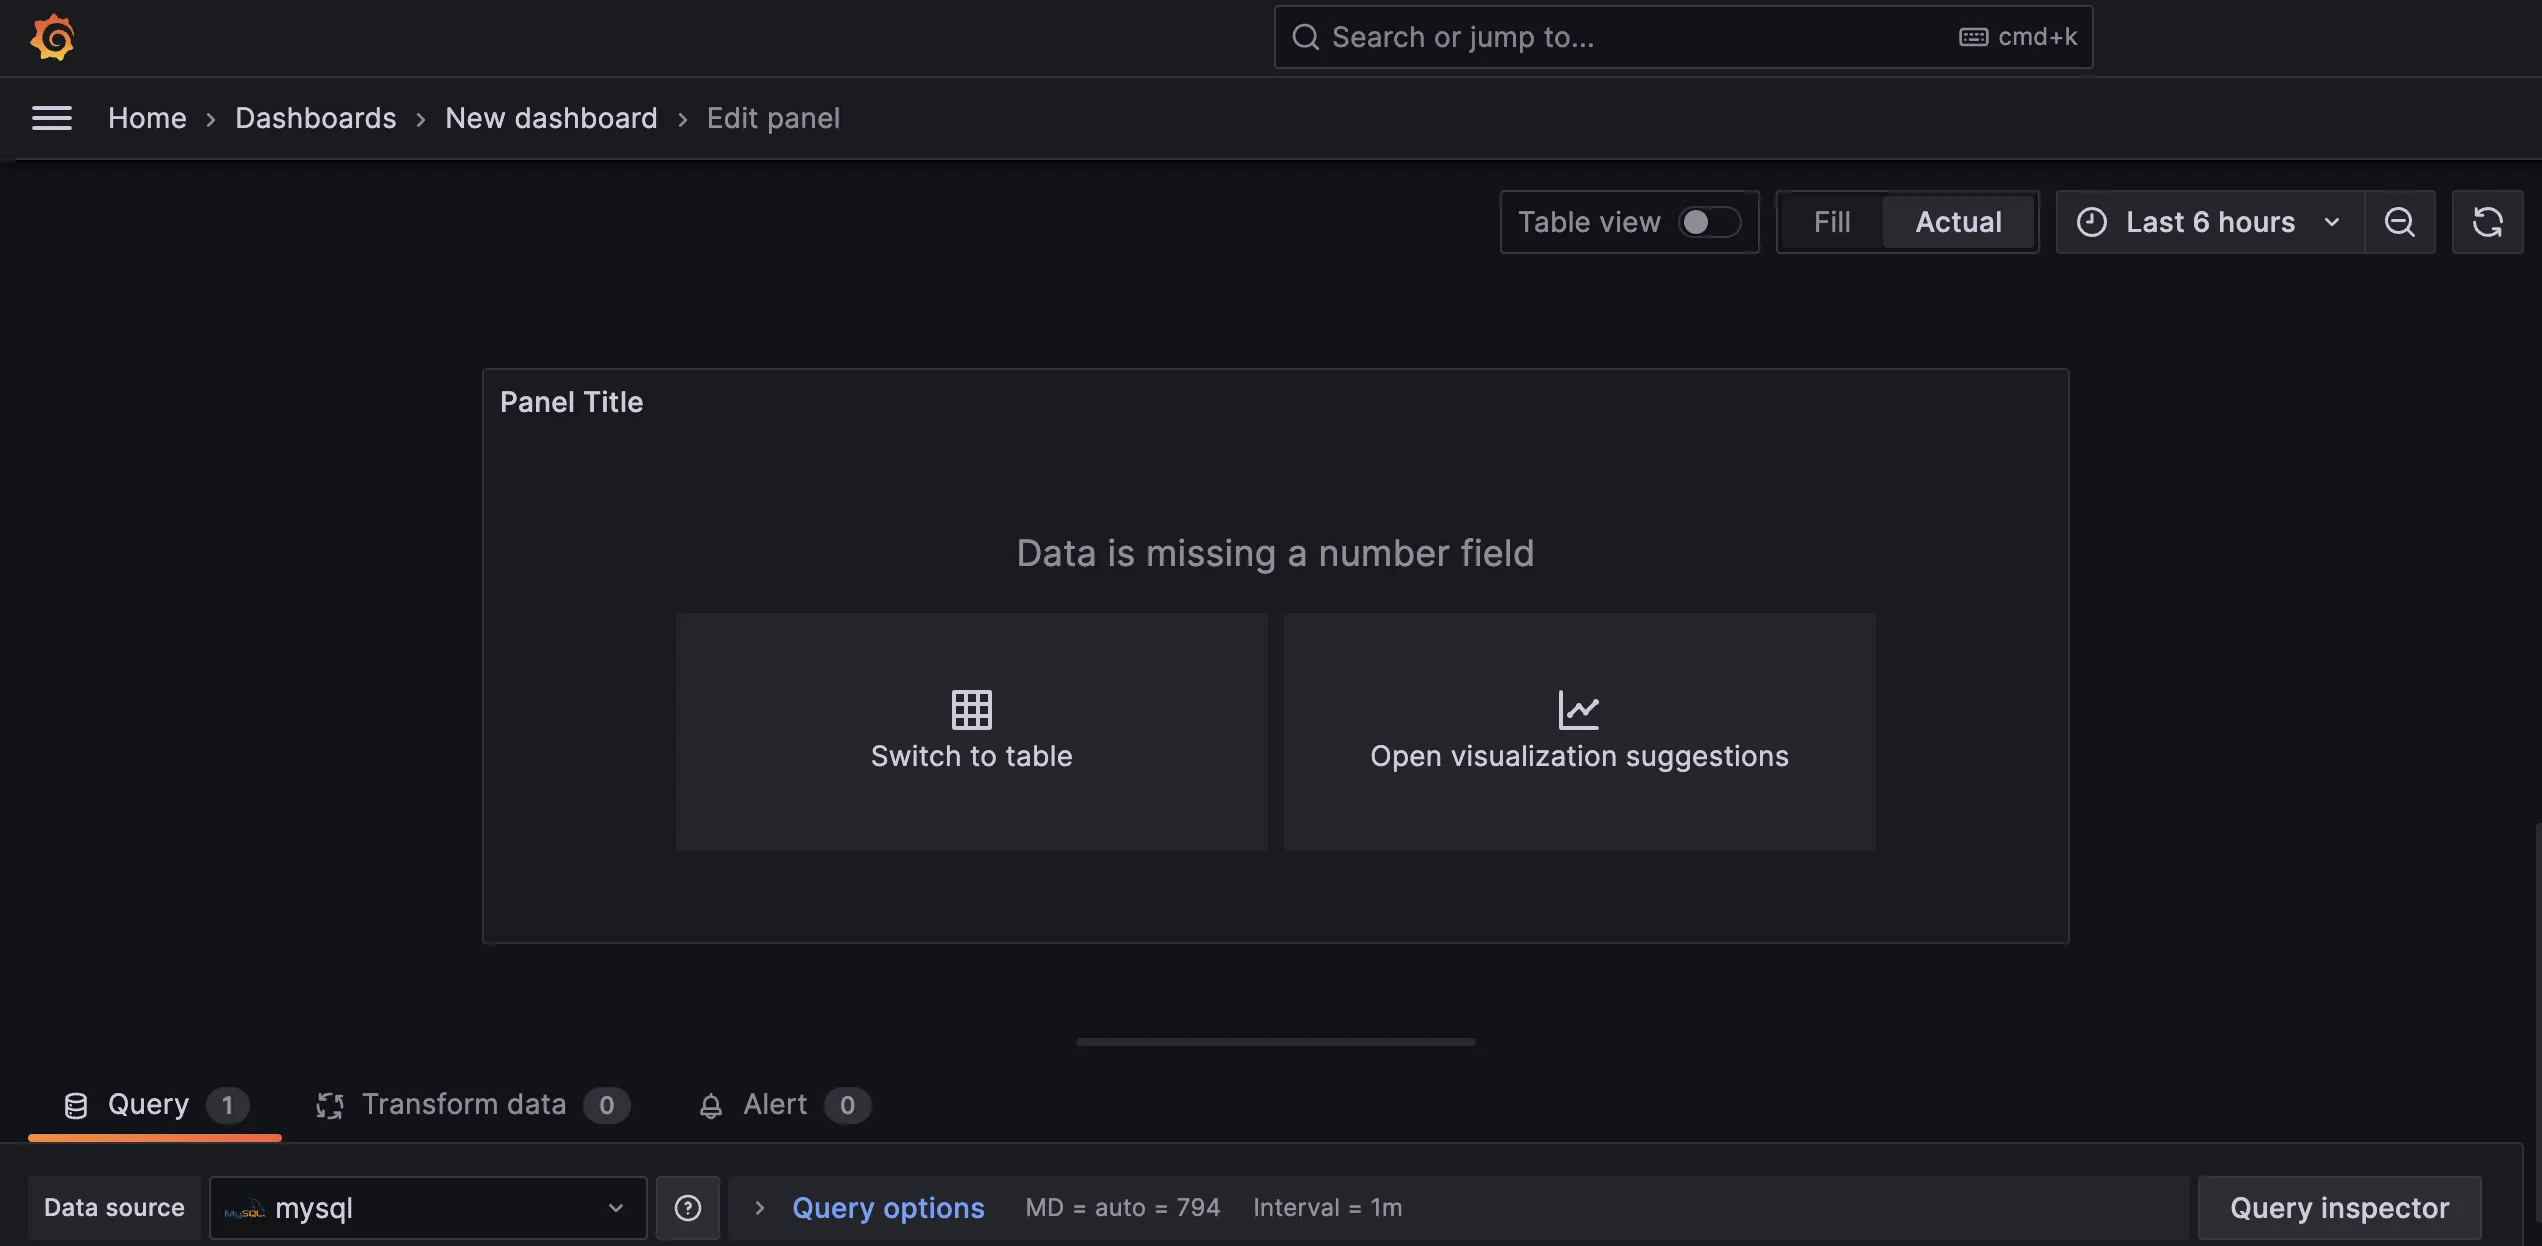 Search or jump to...
cmd+k
Home › Dashboards › New dashboard › Edit panel
Table view
Fill
Actual
Last 6 hours
Panel Title
Data is missing a number field
Switch to table
Open visualization suggestions
Query 1
Transform data 0
Alert 0
Data source
MySQL mysql
Query options
MD = auto = 794
Interval = 1m
Query inspector